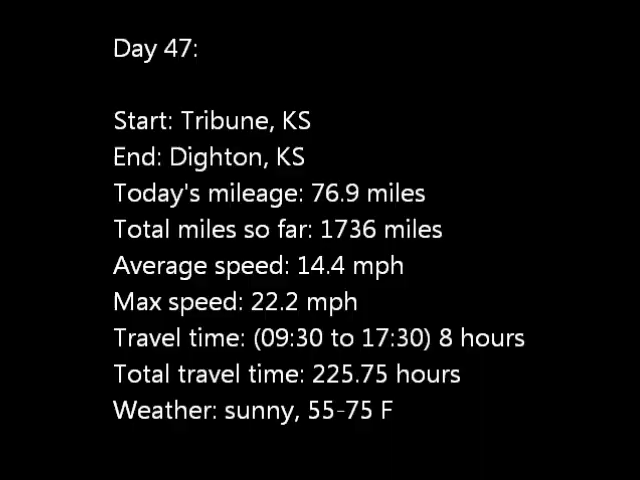 Day 47:
Start: Tribune, KS
End: Dighton, KS
Today's mileage: 76.9 miles
Total miles so far: 1736 miles
Average speed: 14.4 mph
Max speed: 22.2 mph
Travel time: (09:30 to 17:30) 8 hours
Total travel time: 225.75 hours
Weather: sunny, 55-75 F